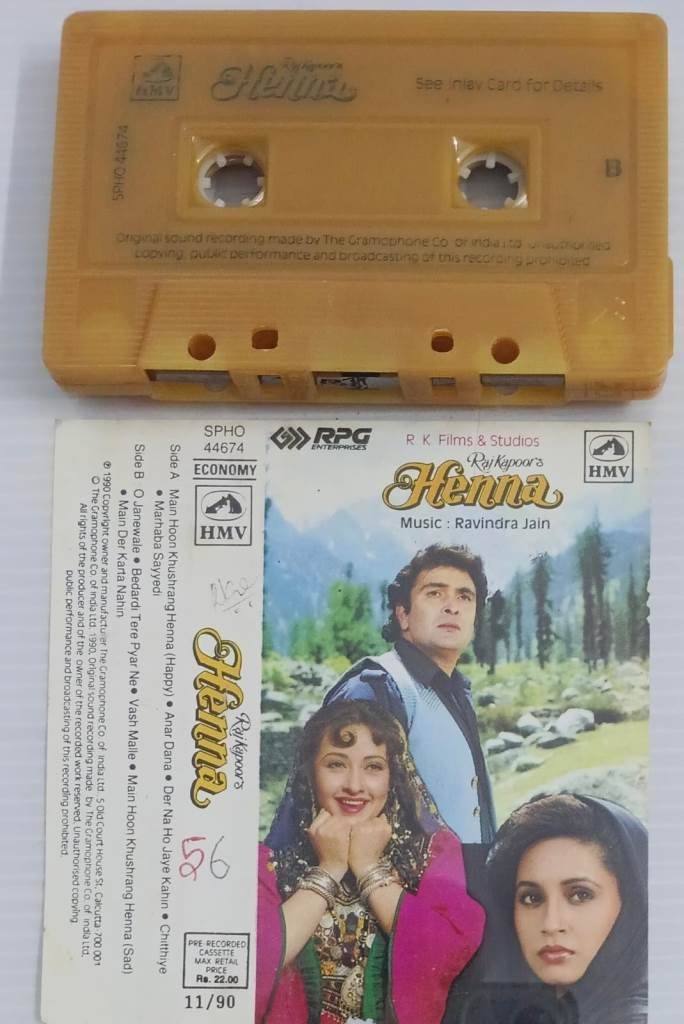 HMV
Raj Kapoor's
Henna
See Inlay Card for Details
SPHO 44674
B
Original sound recording made by The Gramophone Co. of India Ltd. Unauthorised
copying, public performance and broadcasting of this recording prohibited
SPHO
44674
ECONOMY
HMV
Raj Kapoor's
Henna
56
PRE-RECORDED
CASSETTE
MAX RETAIL
PRICE
Rs. 22.00
11/90
Side A Main Hoon Khushrang Henna (Happy) ● Anar Dana ● Der Na Ho Jaye Kahin ● Chitthiye
● Marhaba Sayyedi
Side B O Janewale ● Bedardi Tere Pyar Ne ● Vash Malle ● Main Hoon Khushrang Henna (Sad)
● Main Der Karta Nahin
℗ 1990 Copyright owner and manufacturer The Gramophone Co. of India Ltd. 5 Old Court House St. Calcutta-700 001
© The Gramophone Co. of India Ltd. 1990. Original sound recording made by The Gramophone Co. of India Ltd.
All rights of the producer and of the owner of the recorded work reserved. Unauthorised copying,
public performance and broadcasting of this recording prohibited.
RPG
ENTERPRISES
R K Films & Studios
HMV
Raj Kapoor's
Henna
Music : Ravindra Jain